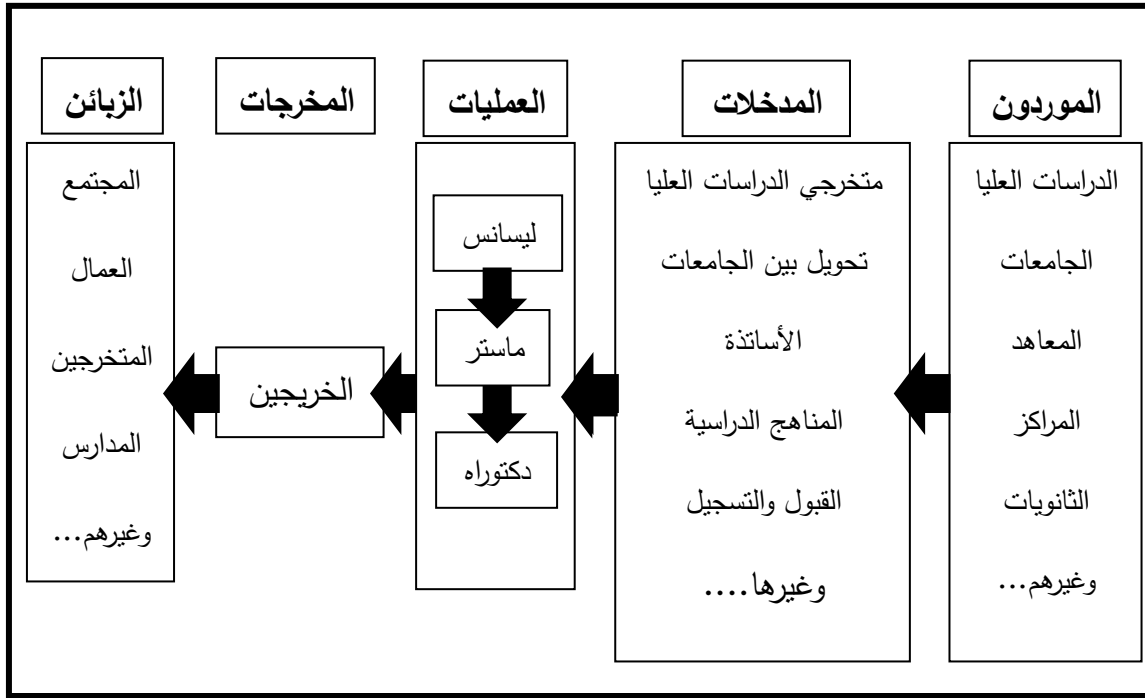 الموردون
الدراسات العليا
الجامعات
المعاهد
المراكز
الثانويات
وغيرهم...
المدخلات
متخرجي الدراسات العليا
تحويل بين الجامعات
الأساتذة
المناهج الدراسية
القبول والتسجيل
وغيرها....
العمليات
ليسانس
ماستر
دكتوراه
المخرجات
الخريجين
الزبائن
المجتمع
العمال
المتخرجين
المدارس
وغيرهم...